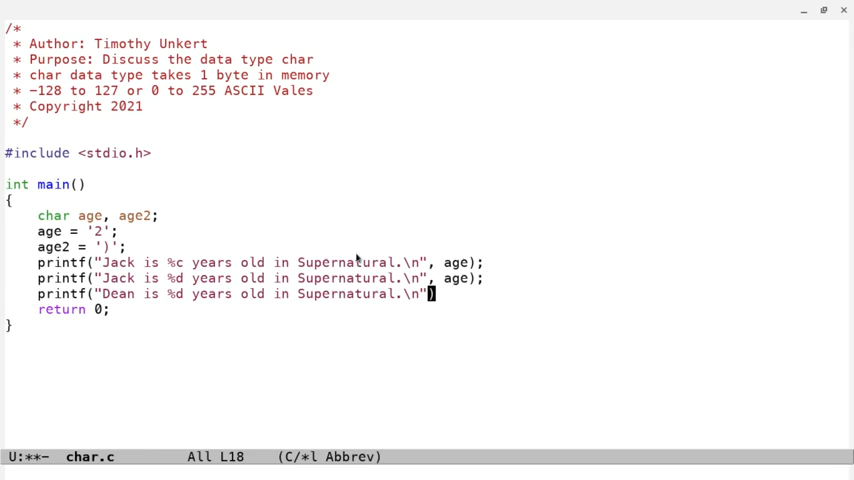 /*
 * Author: Timothy Unkert
 * Purpose: Discuss the data type char
 * char data type takes 1 byte in memory
 * -128 to 127 or 0 to 255 ASCII Vales
 * Copyright 2021
 */

#include <stdio.h>

int main()
{
    char age, age2;
    age = '2';
    age2 = ')';
    printf("Jack is %c years old in Supernatural.\n", age);
    printf("Jack is %d years old in Supernatural.\n", age);
    printf("Dean is %d years old in Supernatural.\n")
    return 0;
}
U:**-  char.c        All L18    (C/*l Abbrev)